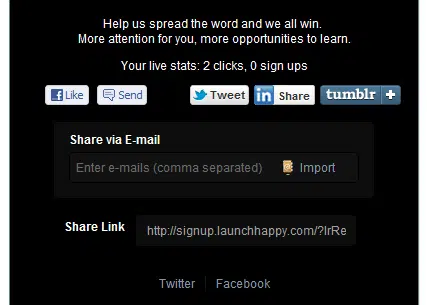 Help us spread the word and we all win.
More attention for you, more opportunities to learn.
Your live stats: 2 clicks, 0 sign ups
Like Send Tweet in Share tumblr +
Share via E-mail
Enter e-mails (comma separated) Import
Share Link http://signup.launchhappy.com/?lrRe
Twitter Facebook